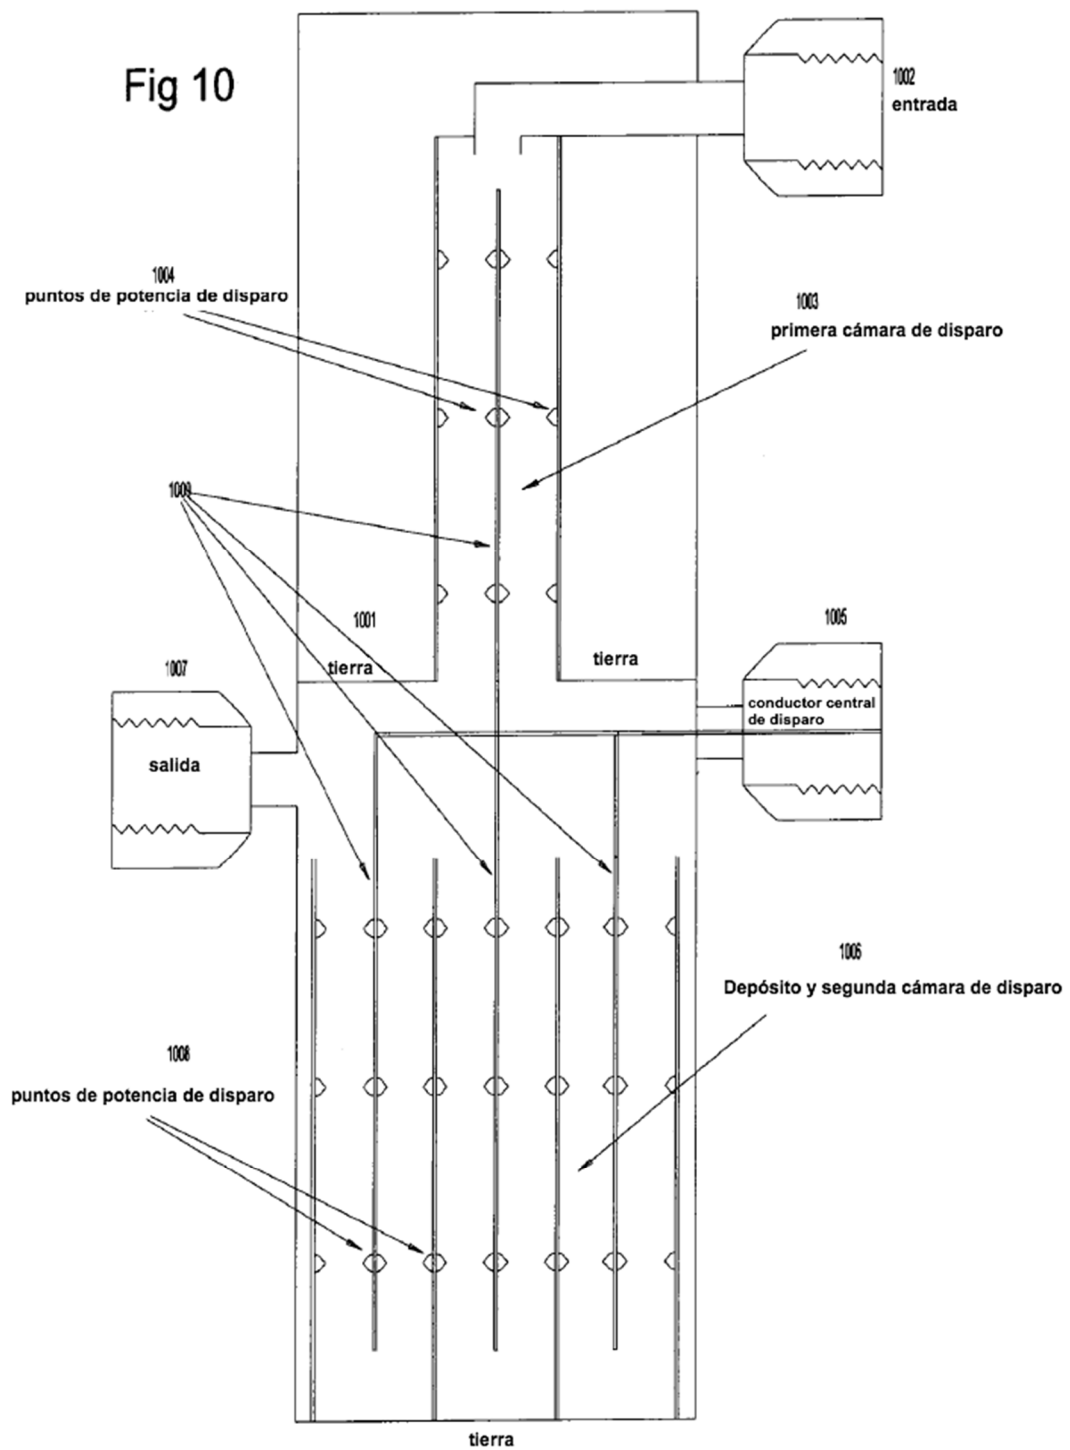 Fig 10
1002
entrada
1004
puntos de potencia de disparo
1003
primera cámara de disparo
1009
1001
tierra
tierra
1005
conductor central
de disparo
1007
salida
1006
Depósito y segunda cámara de disparo
1008
puntos de potencia de disparo
tierra